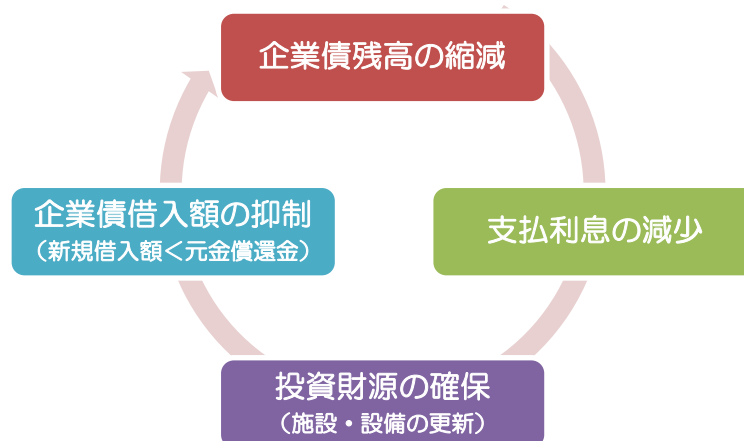 企業債残高の縮減
企業債借入額の抑制
（新規借入額＜元金償還金）
支払利息の減少
投資財源の確保
（施設・設備の更新）